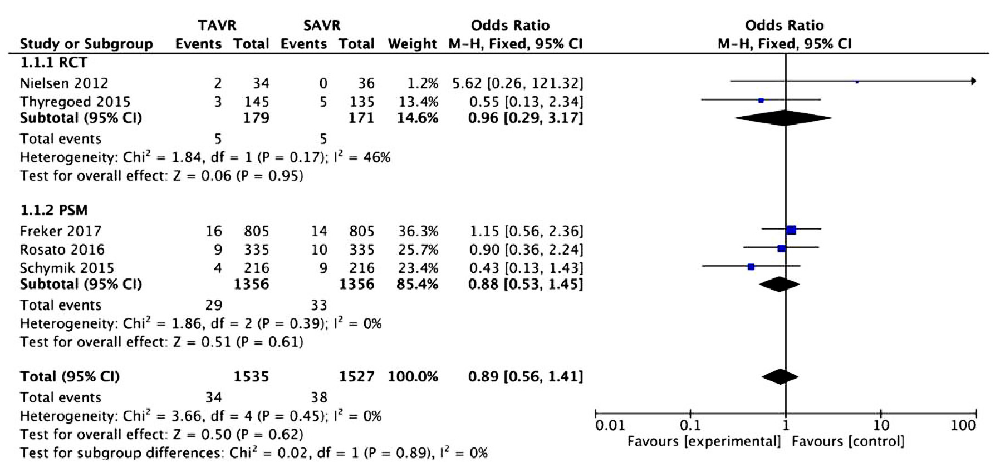 TAVR SAVR Odds Ratio Odds Ratio
Study or Subgroup Events Total Events Total Weight M-H, Fixed, 95% CI M-H, Fixed, 95% CI
1.1.1 RCT
Nielsen 2012 2 34 0 36 1.2% 5.62 [0.26, 121.32]
Thyregoed 2015 3 145 5 135 13.4% 0.55 [0.13, 2.34]
Subtotal (95% CI) 179 171 14.6% 0.96 [0.29, 3.17]
Total events 5 5
Heterogeneity: Chi² = 1.84, df = 1 (P = 0.17); I² = 46%
Test for overall effect: Z = 0.06 (P = 0.95)
1.1.2 PSM
Freker 2017 16 805 14 805 36.3% 1.15 [0.56, 2.36]
Rosato 2016 9 335 10 335 25.7% 0.90 [0.36, 2.24]
Schymik 2015 4 216 9 216 23.4% 0.43 [0.13, 1.43]
Subtotal (95% CI) 1356 1356 85.4% 0.88 [0.53, 1.45]
Total events 29 33
Heterogeneity: Chi² = 1.86, df = 2 (P = 0.39); I² = 0%
Test for overall effect: Z = 0.51 (P = 0.61)
Total (95% CI) 1535 1527 100.0% 0.89 [0.56, 1.41]
Total events 34 38
Heterogeneity: Chi² = 3.66, df = 4 (P = 0.45); I² = 0%
Test for overall effect: Z = 0.50 (P = 0.62)
Test for subgroup differences: Chi² = 0.02, df = 1 (P = 0.89), I² = 0%
0.01 0.1 1 10 100
Favours [experimental] Favours [control]